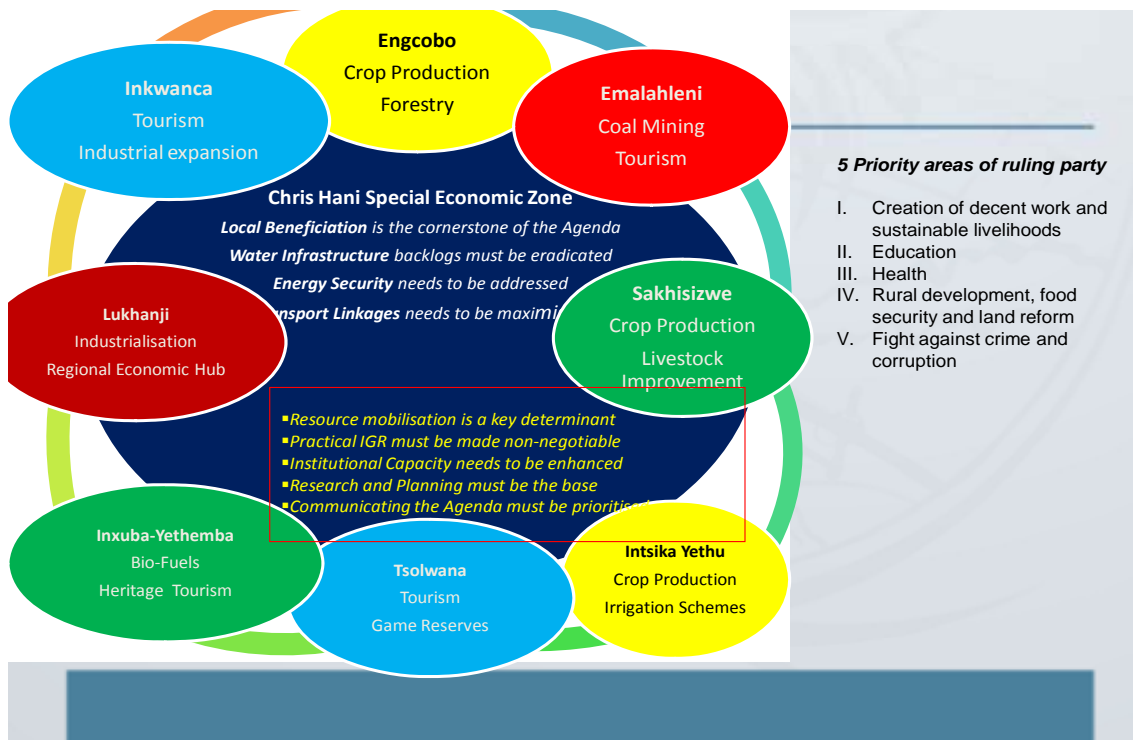 Engcobo
Crop Production
Forestry
Inkwanca
Tourism
Industrial expansion
Emalahleni
Coal Mining
Tourism
Chris Hani Special Economic Zone
Local Beneficiation is the cornerstone of the Agenda
Water Infrastructure backlogs must be eradicated
Energy Security needs to be addressed
Linkages needs to be
Lukhanji
Industrialisation
Regional Economic Hub
Sakhisizwe
Crop Production
Livestock
Improvement
▪Resource mobilisation is a key determinant
▪Practical IGR must be made non-negotiable
▪Institutional Capacity needs to be enhanced
▪Research and Planning must be the base
▪Communicating the Agenda must be
Inxuba-Yethemba
Bio-Fuels
Heritage Tourism
Tsolwana
Tourism
Game Reserves
Intsika Yethu
Crop Production
Irrigation Schemes
5 Priority areas of ruling party
I. Creation of decent work and
sustainable livelihoods
II. Education
III. Health
IV. Rural development, food
security and land reform
V. Fight against crime and
corruption